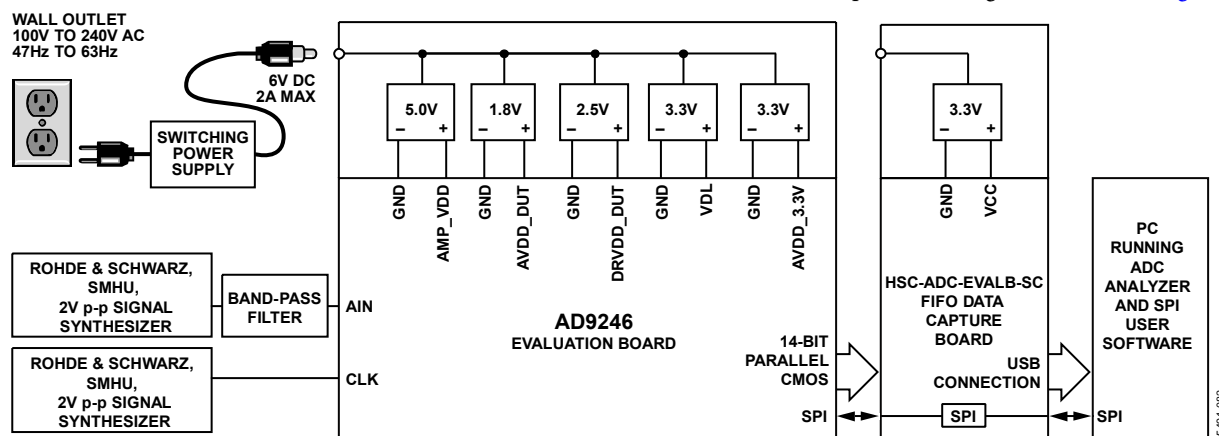 WALL OUTLET
100V TO 240V AC
47Hz TO 63Hz
6V DC
2A MAX
SWITCHING
POWER
SUPPLY
5.0V
1.8V
2.5V
3.3V
3.3V
3.3V
– +
– +
– +
– +
– +
– +
GND
AMP_VDD
GND
AVDD_DUT
GND
DRVDD_DUT
GND
VDL
GND
AVDD_3.3V
GND
VCC
ROHDE & SCHWARZ,
SMHU,
2V p-p SIGNAL
SYNTHESIZER
BAND-PASS
FILTER
AIN
ROHDE & SCHWARZ,
SMHU,
2V p-p SIGNAL
SYNTHESIZER
CLK
AD9246
EVALUATION BOARD
14-BIT
PARALLEL
CMOS
SPI
HSC-ADC-EVALB-SC
FIFO DATA
CAPTURE
BOARD
USB
CONNECTION
SPI
PC
RUNNING
ADC
ANALYZER
AND SPI
USER
SOFTWARE
SPI